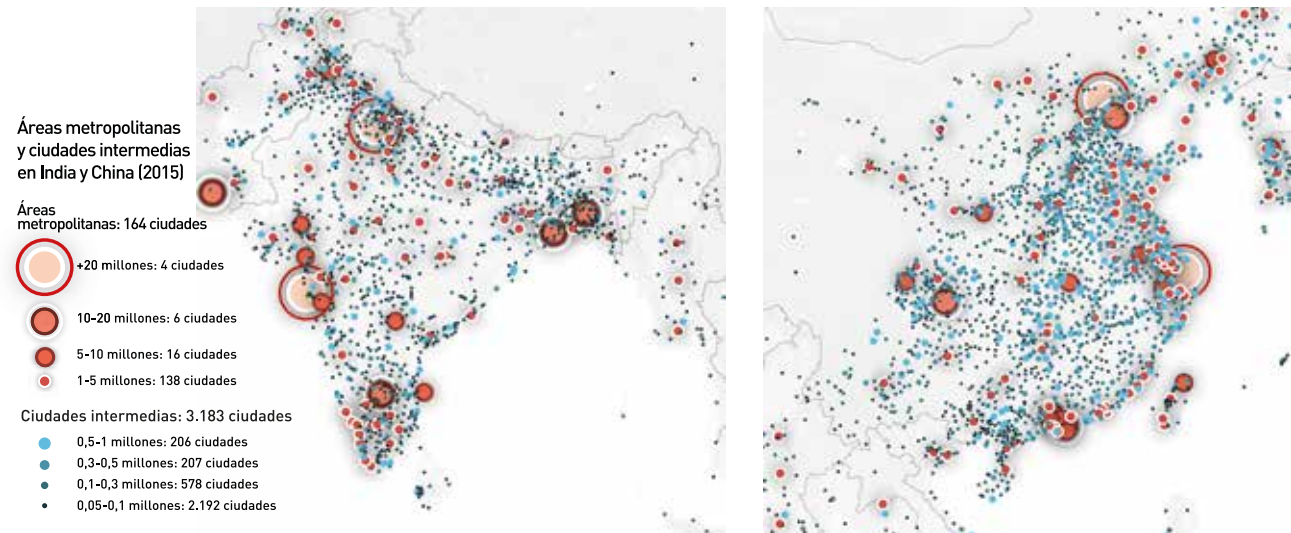 Áreas metropolitanas
y ciudades intermedias
en India y China (2015)
Áreas
metropolitanas: 164 ciudades
+20 millones: 4 ciudades
10-20 millones: 6 ciudades
5-10 millones: 16 ciudades
1-5 millones: 138 ciudades
Ciudades intermedias: 3.183 ciudades
0,5-1 millones: 206 ciudades
0,3-0,5 millones: 207 ciudades
0,1-0,3 millones: 578 ciudades
0,05-0,1 millones: 2.192 ciudades